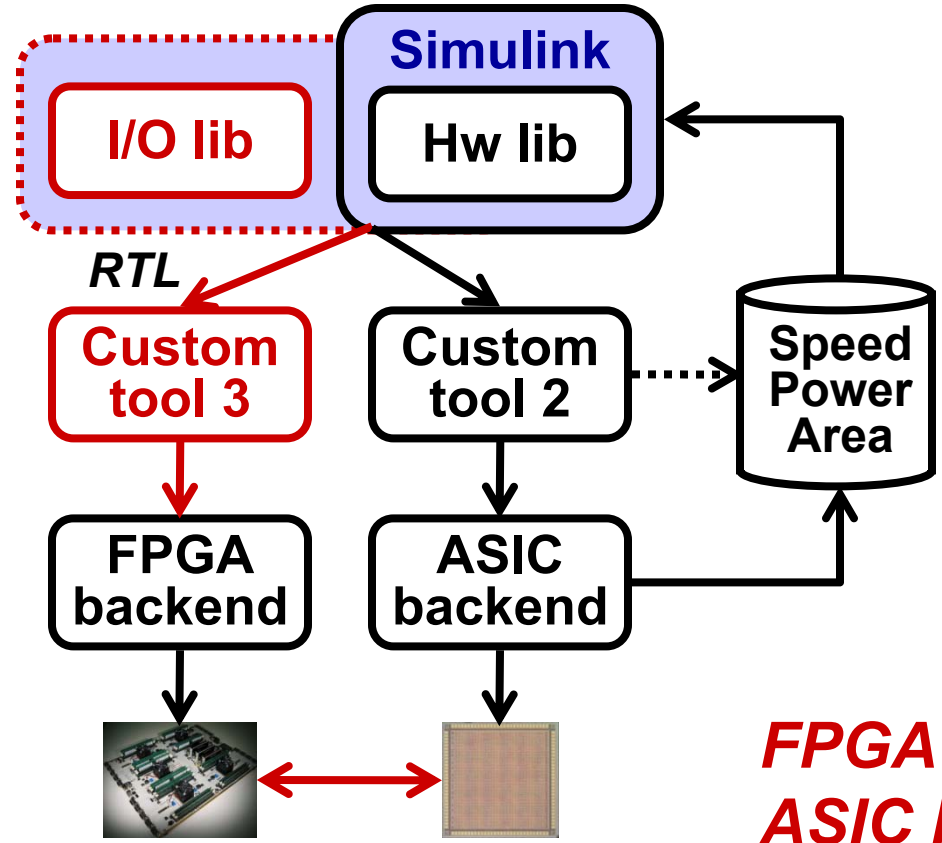 Simulink
I/O lib
Hw lib
RTL
Custom
tool 3
Custom
tool 2
Speed
Power
Area
FPGA
backend
ASIC
backend
FPGA
ASIC